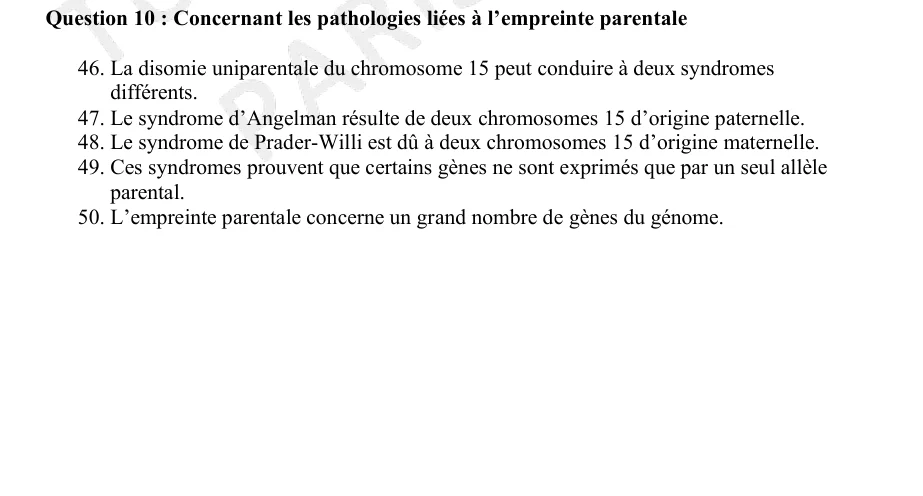 Question 10 : Concernant les pathologies liées à l’empreinte parentale
46. La disomie uniparentale du chromosome 15 peut conduire à deux syndromes
différents.
47. Le syndrome d’Angelman résulte de deux chromosomes 15 d’origine paternelle.
48. Le syndrome de Prader-Willi est dû à deux chromosomes 15 d’origine maternelle.
49. Ces syndromes prouvent que certains gènes ne sont exprimés que par un seul allèle
parental.
50. L’empreinte parentale concerne un grand nombre de gènes du génome.